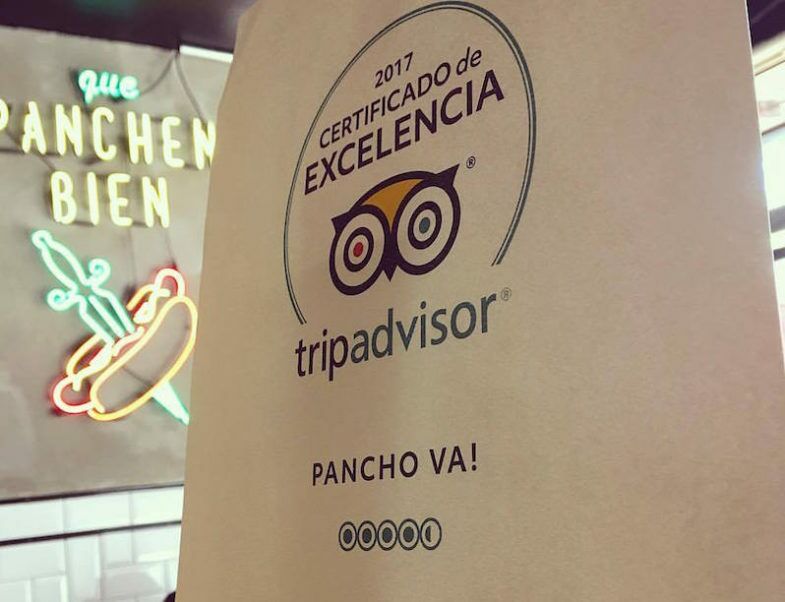 que
PANCHEN
BIEN
2017
CERTIFICADO de
EXCELENCIA
®
tripadvisor®
PANCHO VA!